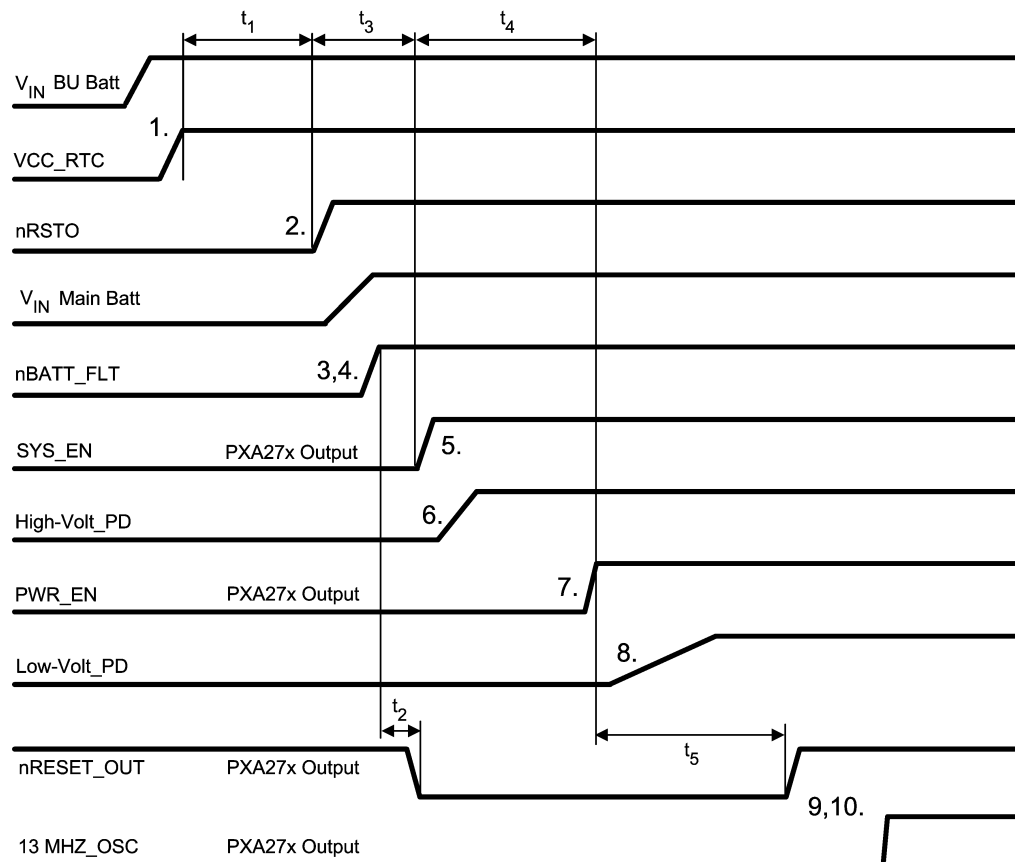 t1 t3 t4
VIN BU Batt
1.
VCC_RTC
2.
nRSTO
VIN Main Batt
3,4.
nBATT_FLT
SYS_EN PXA27x Output 5.
6.
High-Volt_PD
7.
PWR_EN PXA27x Output
8.
Low-Volt_PD
t2
t5
nRESET_OUT PXA27x Output
9,10.
13 MHZ_OSC PXA27x Output